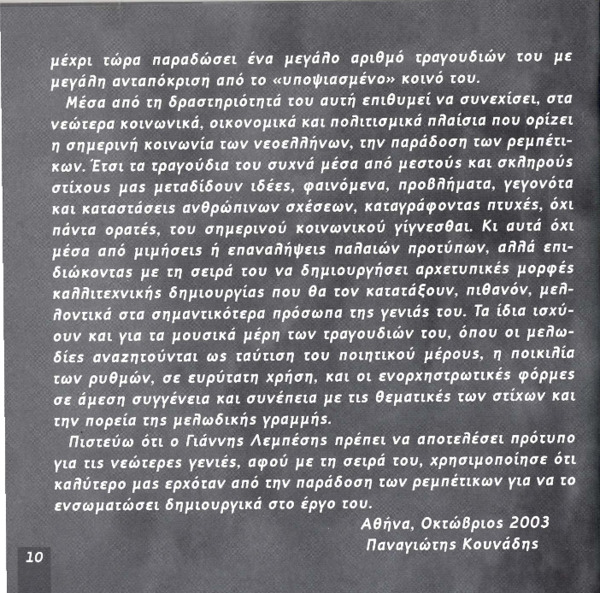 μέχρι τώρα παραδώσει ένα μεγάλο αριθμό τραγουδιών του με
μεγάλη ανταπόκριση από το «υποψιασμένο» κοινό του.
Μέσα από τη δραστηριότητά του αυτή επιθυμεί να συνεχίσει, στα
νεώτερα κοινωνικά, οικονομικά και πολιτισμικά πλαίσια που ορίζει
η σημερινή κοινωνία των νεοελλήνων, την παράδοση των ρεμπέτι-
κων. Έτσι τα τραγούδια του συχνά μέσα από μεστούς και σκληρούς
στίχους μας μεταδίδουν ιδέες, φαινόμενα, προβλήματα, γεγονότα
και καταστάσεις ανθρώπινων σχέσεων, καταγράφοντας πτυχές, όχι
πάντα ορατές, του σημερινού κοινωνικού γίγνεσθαι. Κι αυτά όχι
μέσα από μιμήσεις ή επαναλήψεις παλαιών προτύπων, αλλά επι-
διώκοντας με τη σειρά του να δημιουργήσει αρχετυπικές μορφές
καλλιτεχνικής δημιουργίας που θα τον κατατάξουν, πιθανόν, μελ-
λοντικά στα σημαντικότερα πρόσωπα της γενιάς του. Τα ίδια ισχύ-
ουν και για τα μουσικά μέρη των τραγουδιών του, όπου οι μελω-
δίες αναζητούνται ως ταύτιση του ποιητικού μέρους, η ποικιλία
των ρυθμών, σε ευρύτατη χρήση, και οι ενορχηστρωτικές φόρμες
σε άμεση συγγένεια και συνέπεια με τις θεματικές των στίχων και
την πορεία της μελωδικής γραμμής.
Πιστεύω ότι ο Γιάννης Λεμπέσης πρέπει να αποτελέσει πρότυπο
για τις νεώτερες γενιές, αφού με τη σειρά του, χρησιμοποίησε ότι
καλύτερο μας ερχόταν από την παράδοση των ρεμπέτικων για να το
ενσωματώσει δημιουργικά στο έργο του.
Αθήνα, Οκτώβριος 2003
Παναγιώτης Κουνάδης
10